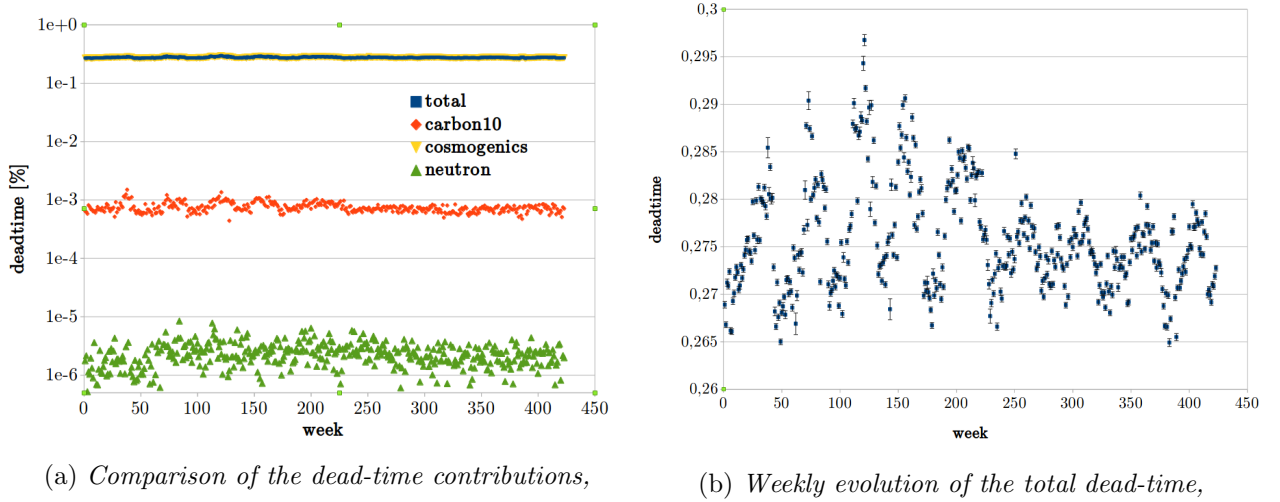 1e+0
1e-1
1e-2
1e-3
1e-4
1e-5
1e-6
deadtime [%]
total
carbon10
cosmogenics
neutron
0 50 100 150 200 250 300 350 400 450
week
(a) Comparison of the dead-time contributions,
0,3
0,295
0,29
0,285
0,28
0,275
0,27
0,265
0,26
deadtime
0 50 100 150 200 250 300 350 400 450
week
(b) Weekly evolution of the total dead-time,